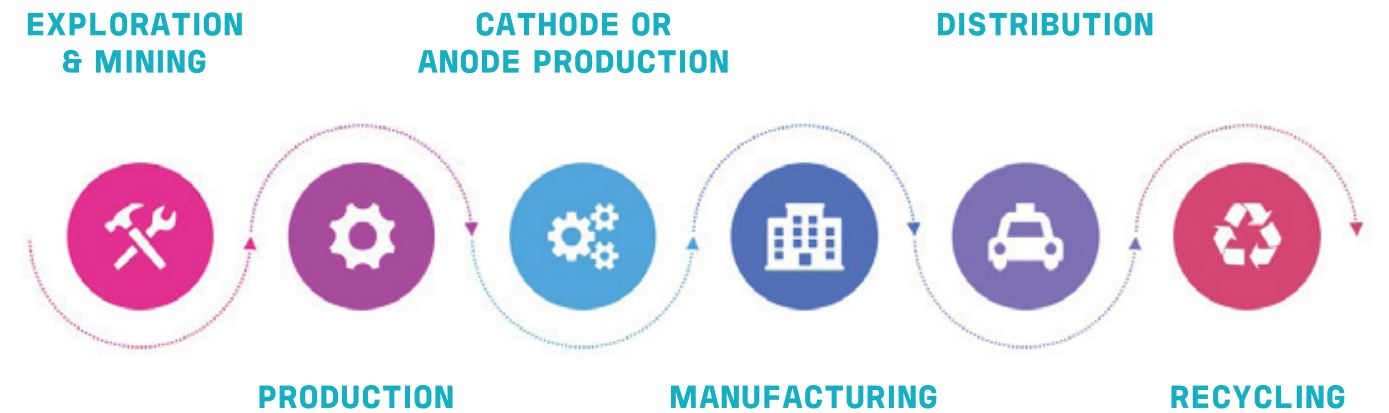 EXPLORATION
& MINING
PRODUCTION
CATHODE OR
ANODE PRODUCTION
MANUFACTURING
DISTRIBUTION
RECYCLING